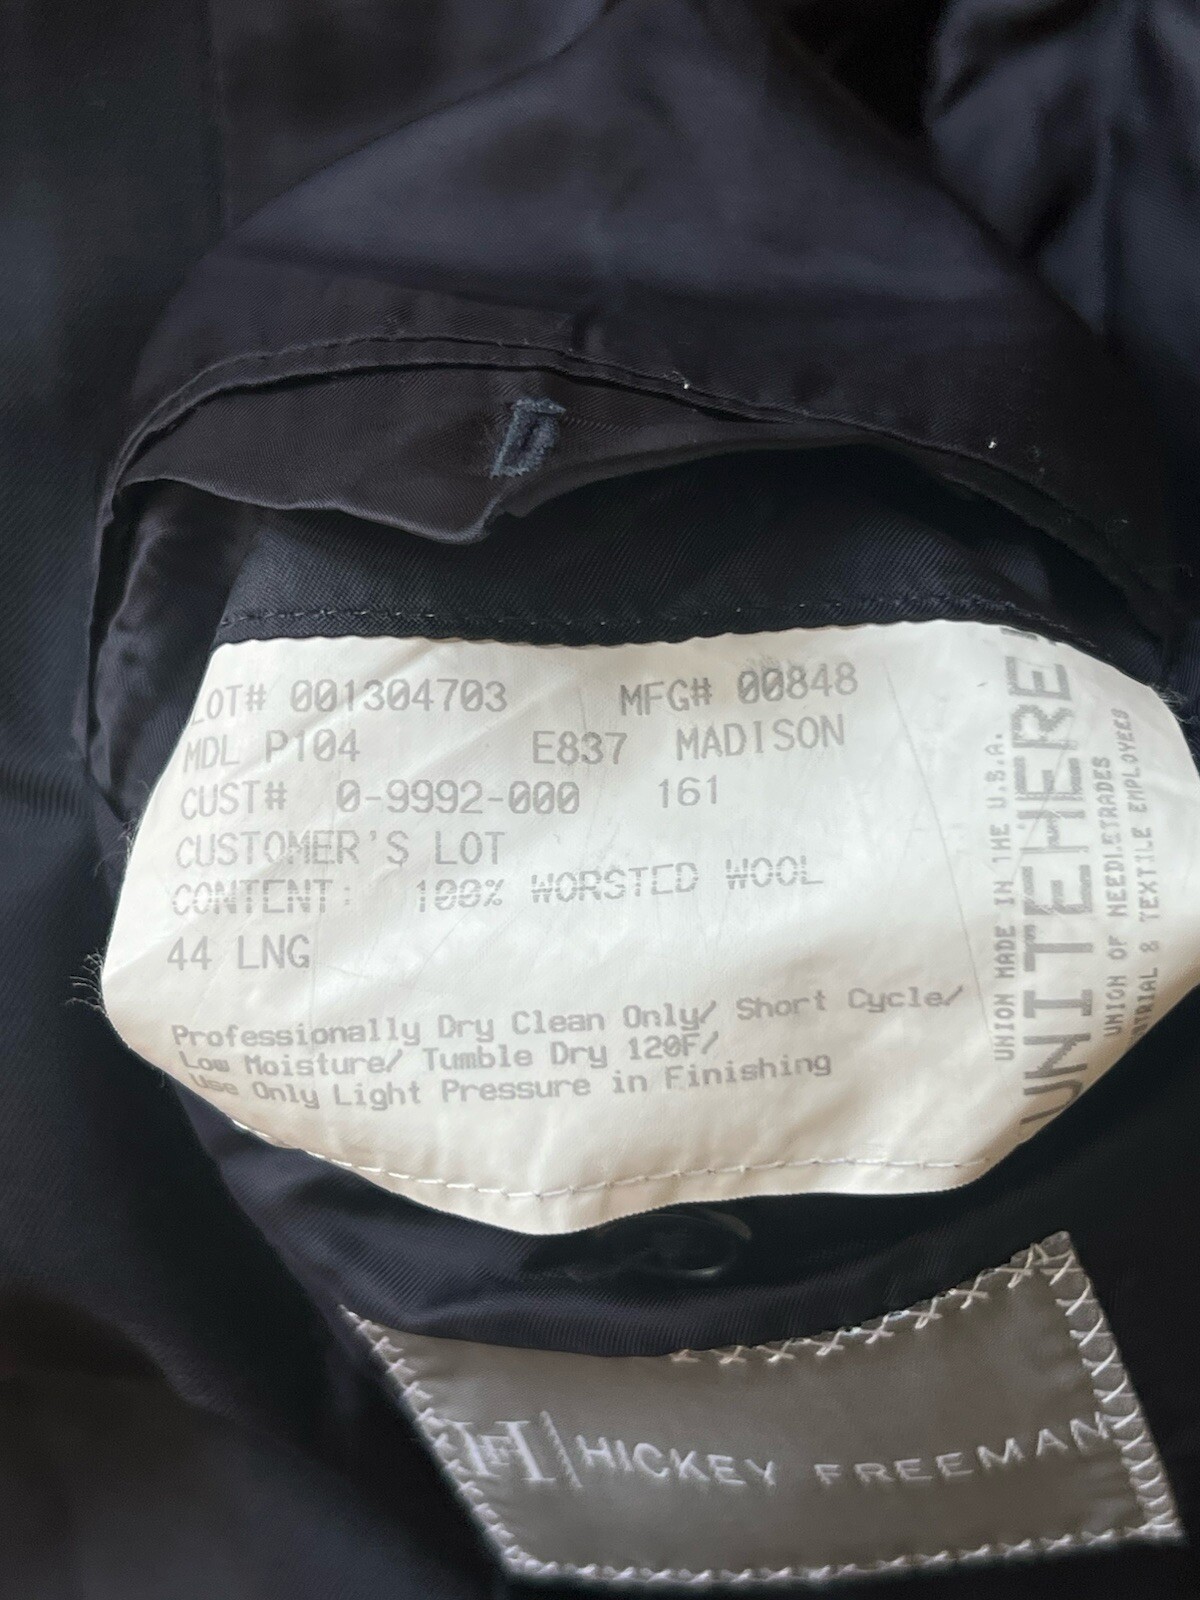 LOT# 001304703 MFG# 00848
MDL P104 E837 MADISON
CUST# 0-9992-000 161
CUSTOMER'S LOT
CONTENT: 100% WORSTED WOOL
44 LNG
Professionally Dry Clean Only/ Short Cycle/
Low Moisture/ Tumble Dry 120F/
Use Only Light Pressure in Finishing
UNION MADE IN THE U.S.A.
UNITEHERE!
UNION OF NEEDLETRADES
TEXTILE EMPLOYEES
HF | HICKEY FREEMAN